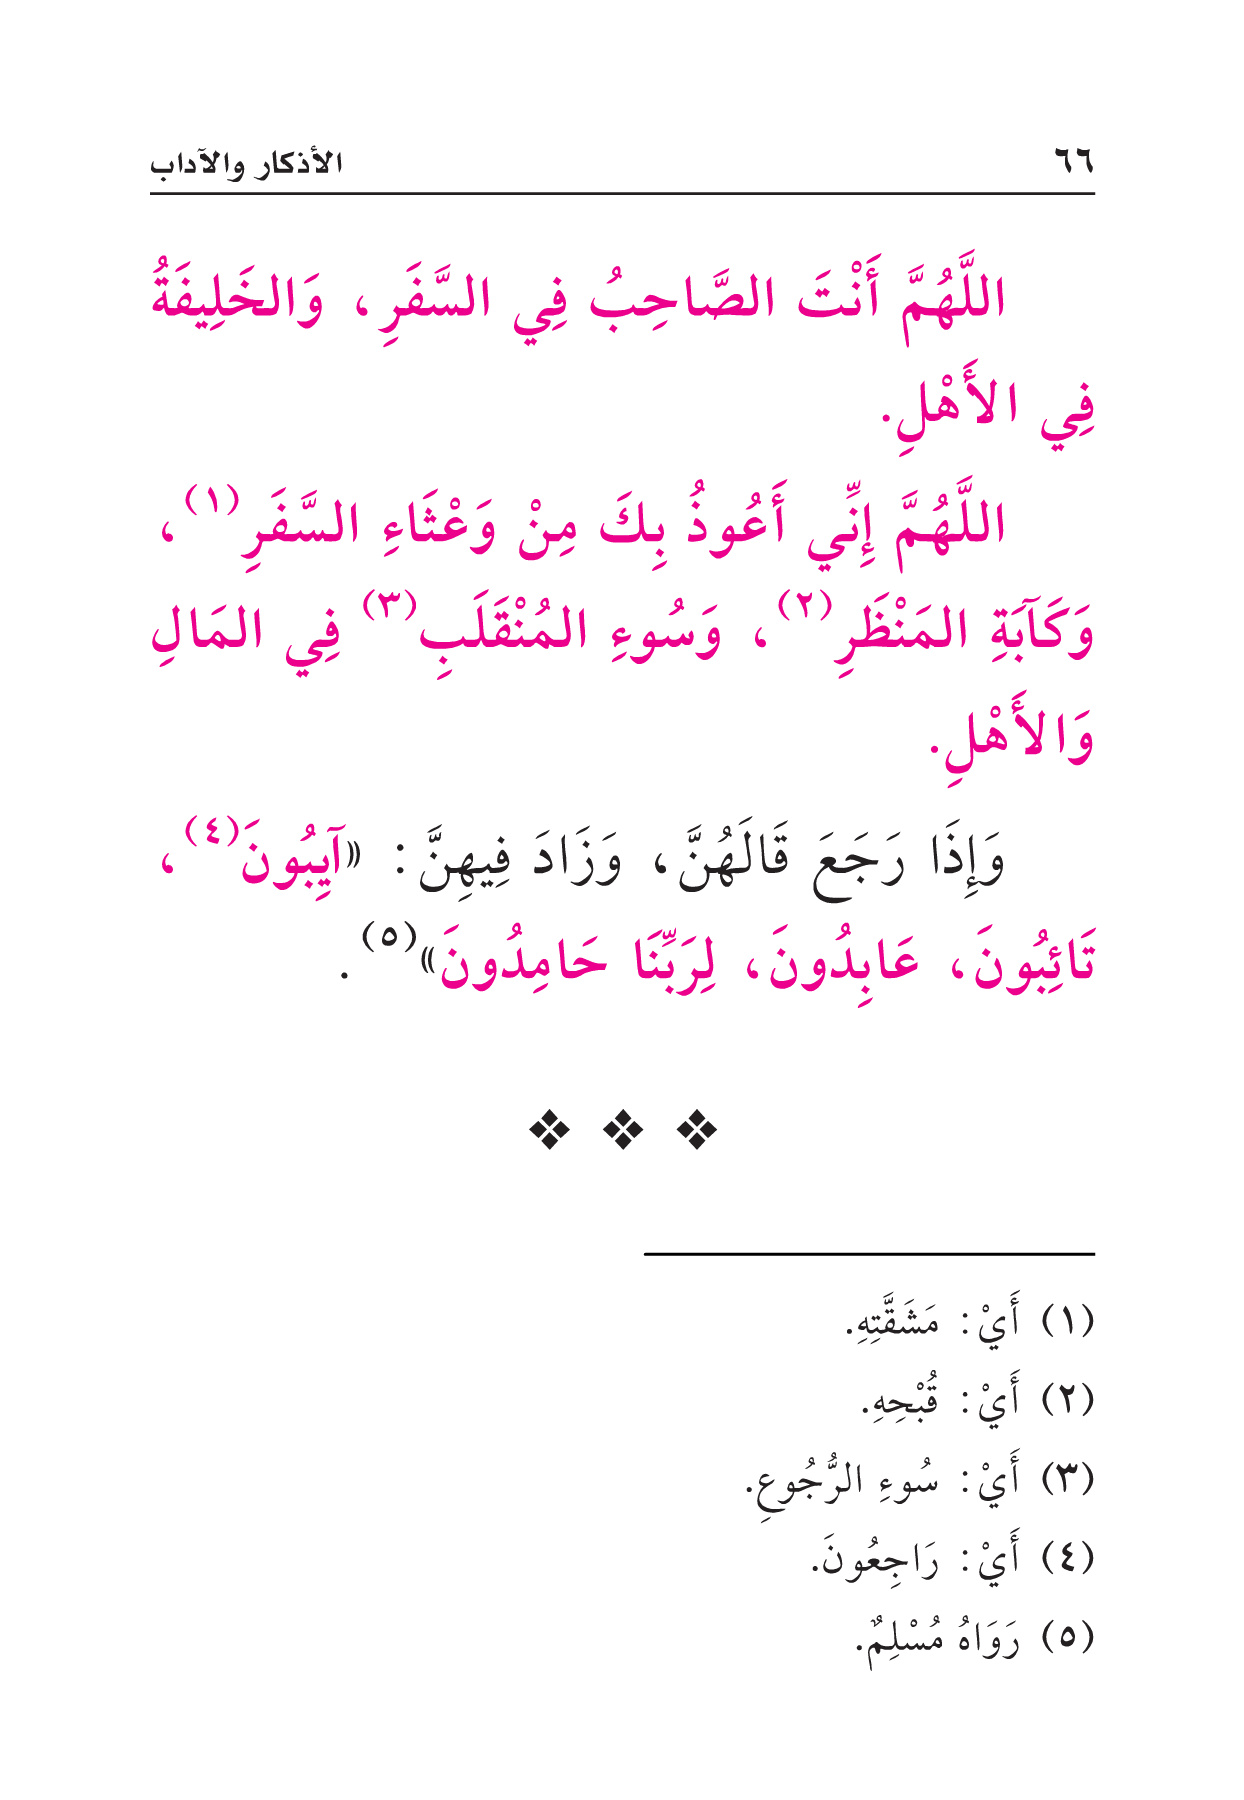 ٦٦ الأذكار والآداب
اللَّهُمَّ أَنْتَ الصَّاحِبُ فِي السَّفَرِ، وَالخَلِيفَةُ
فِي الأَهْلِ.
اللَّهُمَّ إِنِّي أَعُوذُ بِكَ مِنْ وَعْثَاءِ السَّفَرِ(١)،
وَكَآبَةِ المَنْظَرِ(٢)، وَسُوءِ المُنْقَلَبِ(٣) فِي المَالِ
وَالأَهْلِ.
وَإِذَا رَجَعَ قَالَهُنَّ، وَزَادَ فِيهِنَّ: «آيِبُونَ(٤)،
تَائِبُونَ، عَابِدُونَ، لِرَبِّنَا حَامِدُونَ»(٥).
(١) أَيْ: مَشَقَّتِهِ.
(٢) أَيْ: قُبْحِهِ.
(٣) أَيْ: سُوءِ الرُّجُوعِ.
(٤) أَيْ: رَاجِعُونَ.
(٥) رَوَاهُ مُسْلِمٌ.